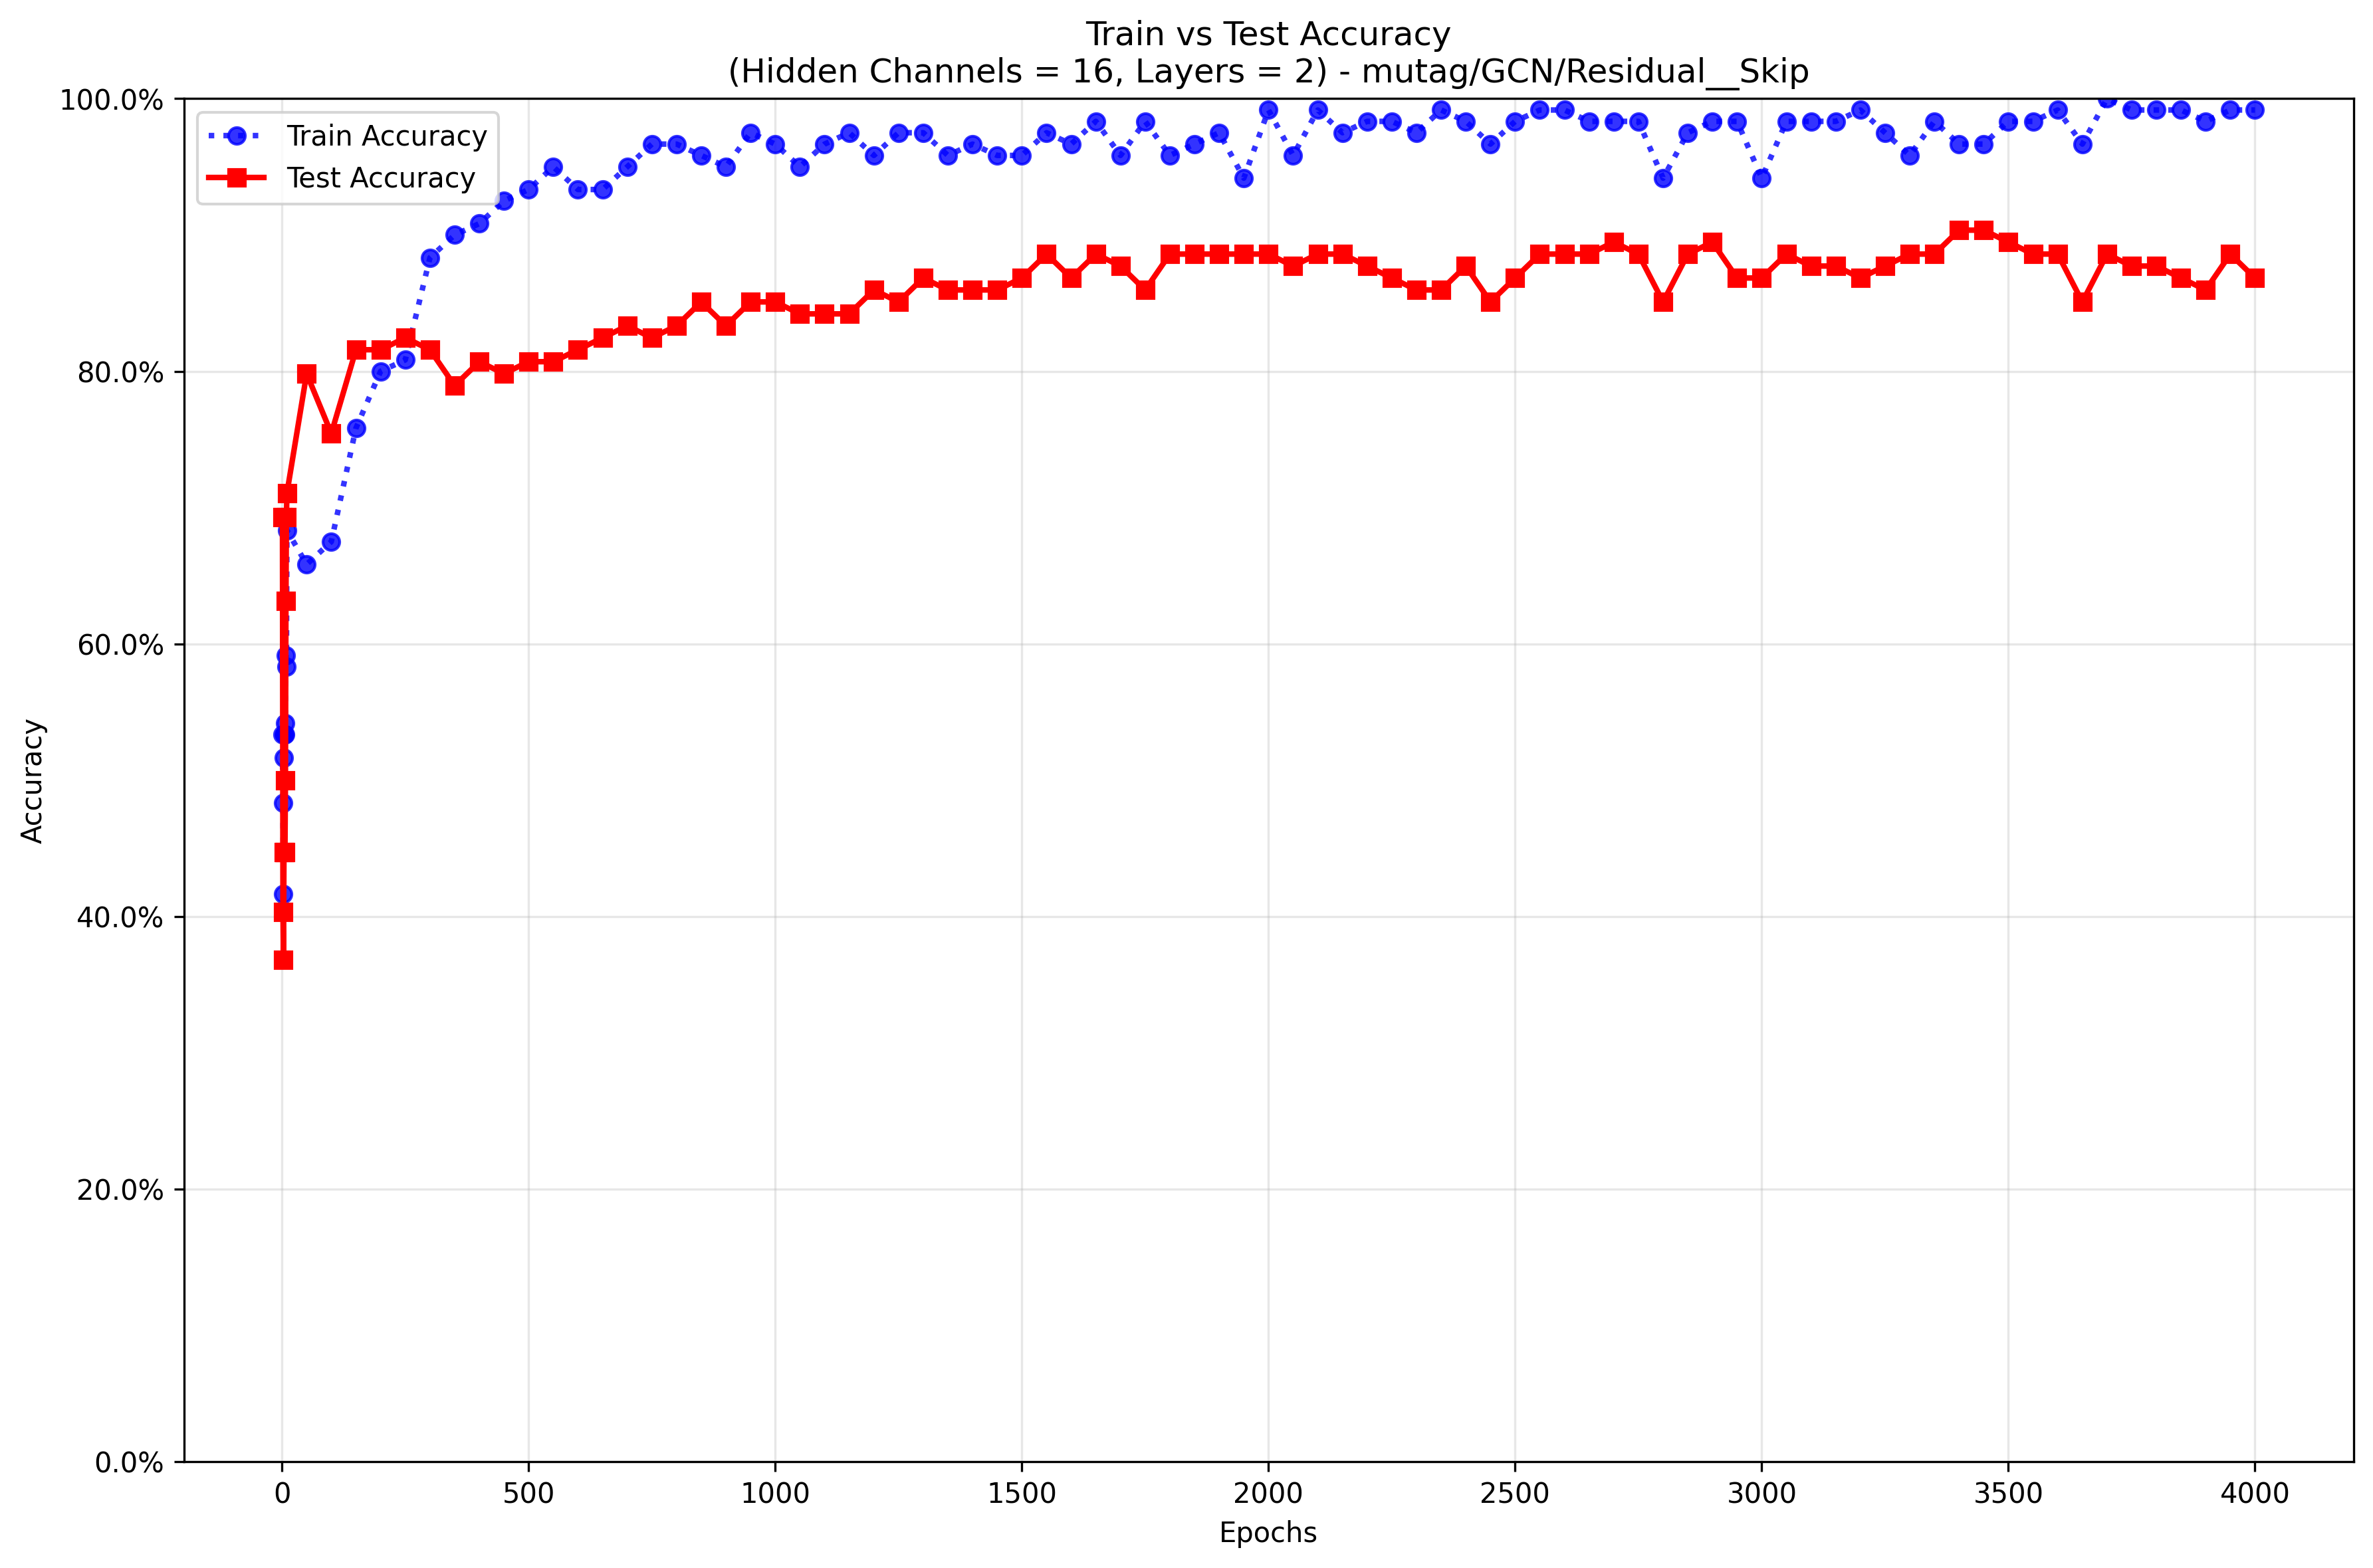 Train vs Test Accuracy
(Hidden Channels = 16, Layers = 2) - mutag/GCN/Residual__Skip
100.0%
80.0%
60.0%
40.0%
20.0%
0.0%
Accuracy
Train Accuracy
Test Accuracy
0 500 1000 1500 2000 2500 3000 3500 4000
Epochs